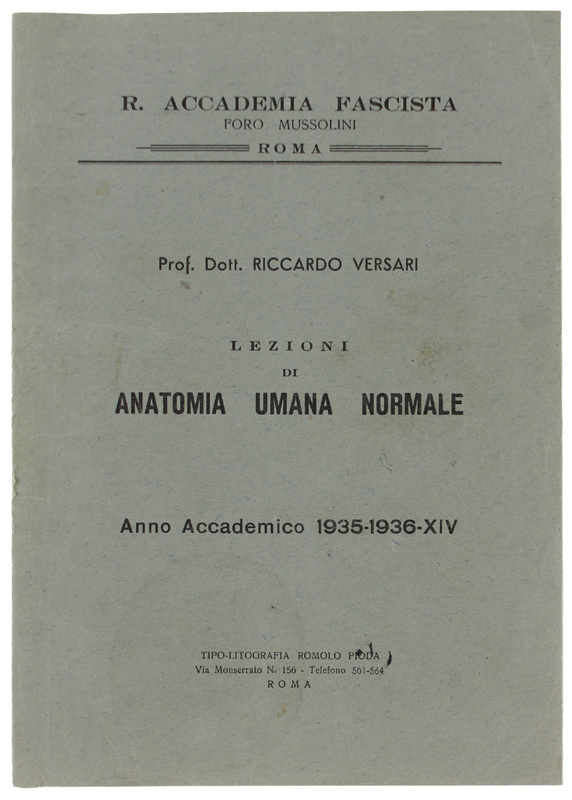 R. ACCADEMIA FASCISTA
FORO MUSSOLINI
ROMA
Prof. Dott. RICCARDO VERSARI
LEZIONI
DI
ANATOMIA UMANA NORMALE
Anno Accademico 1935-1936-XIV
TIPO-LITOGRAFIA ROMOLO PIODA
Via Monserrato N. 156 - Telefono 561-564
ROMA